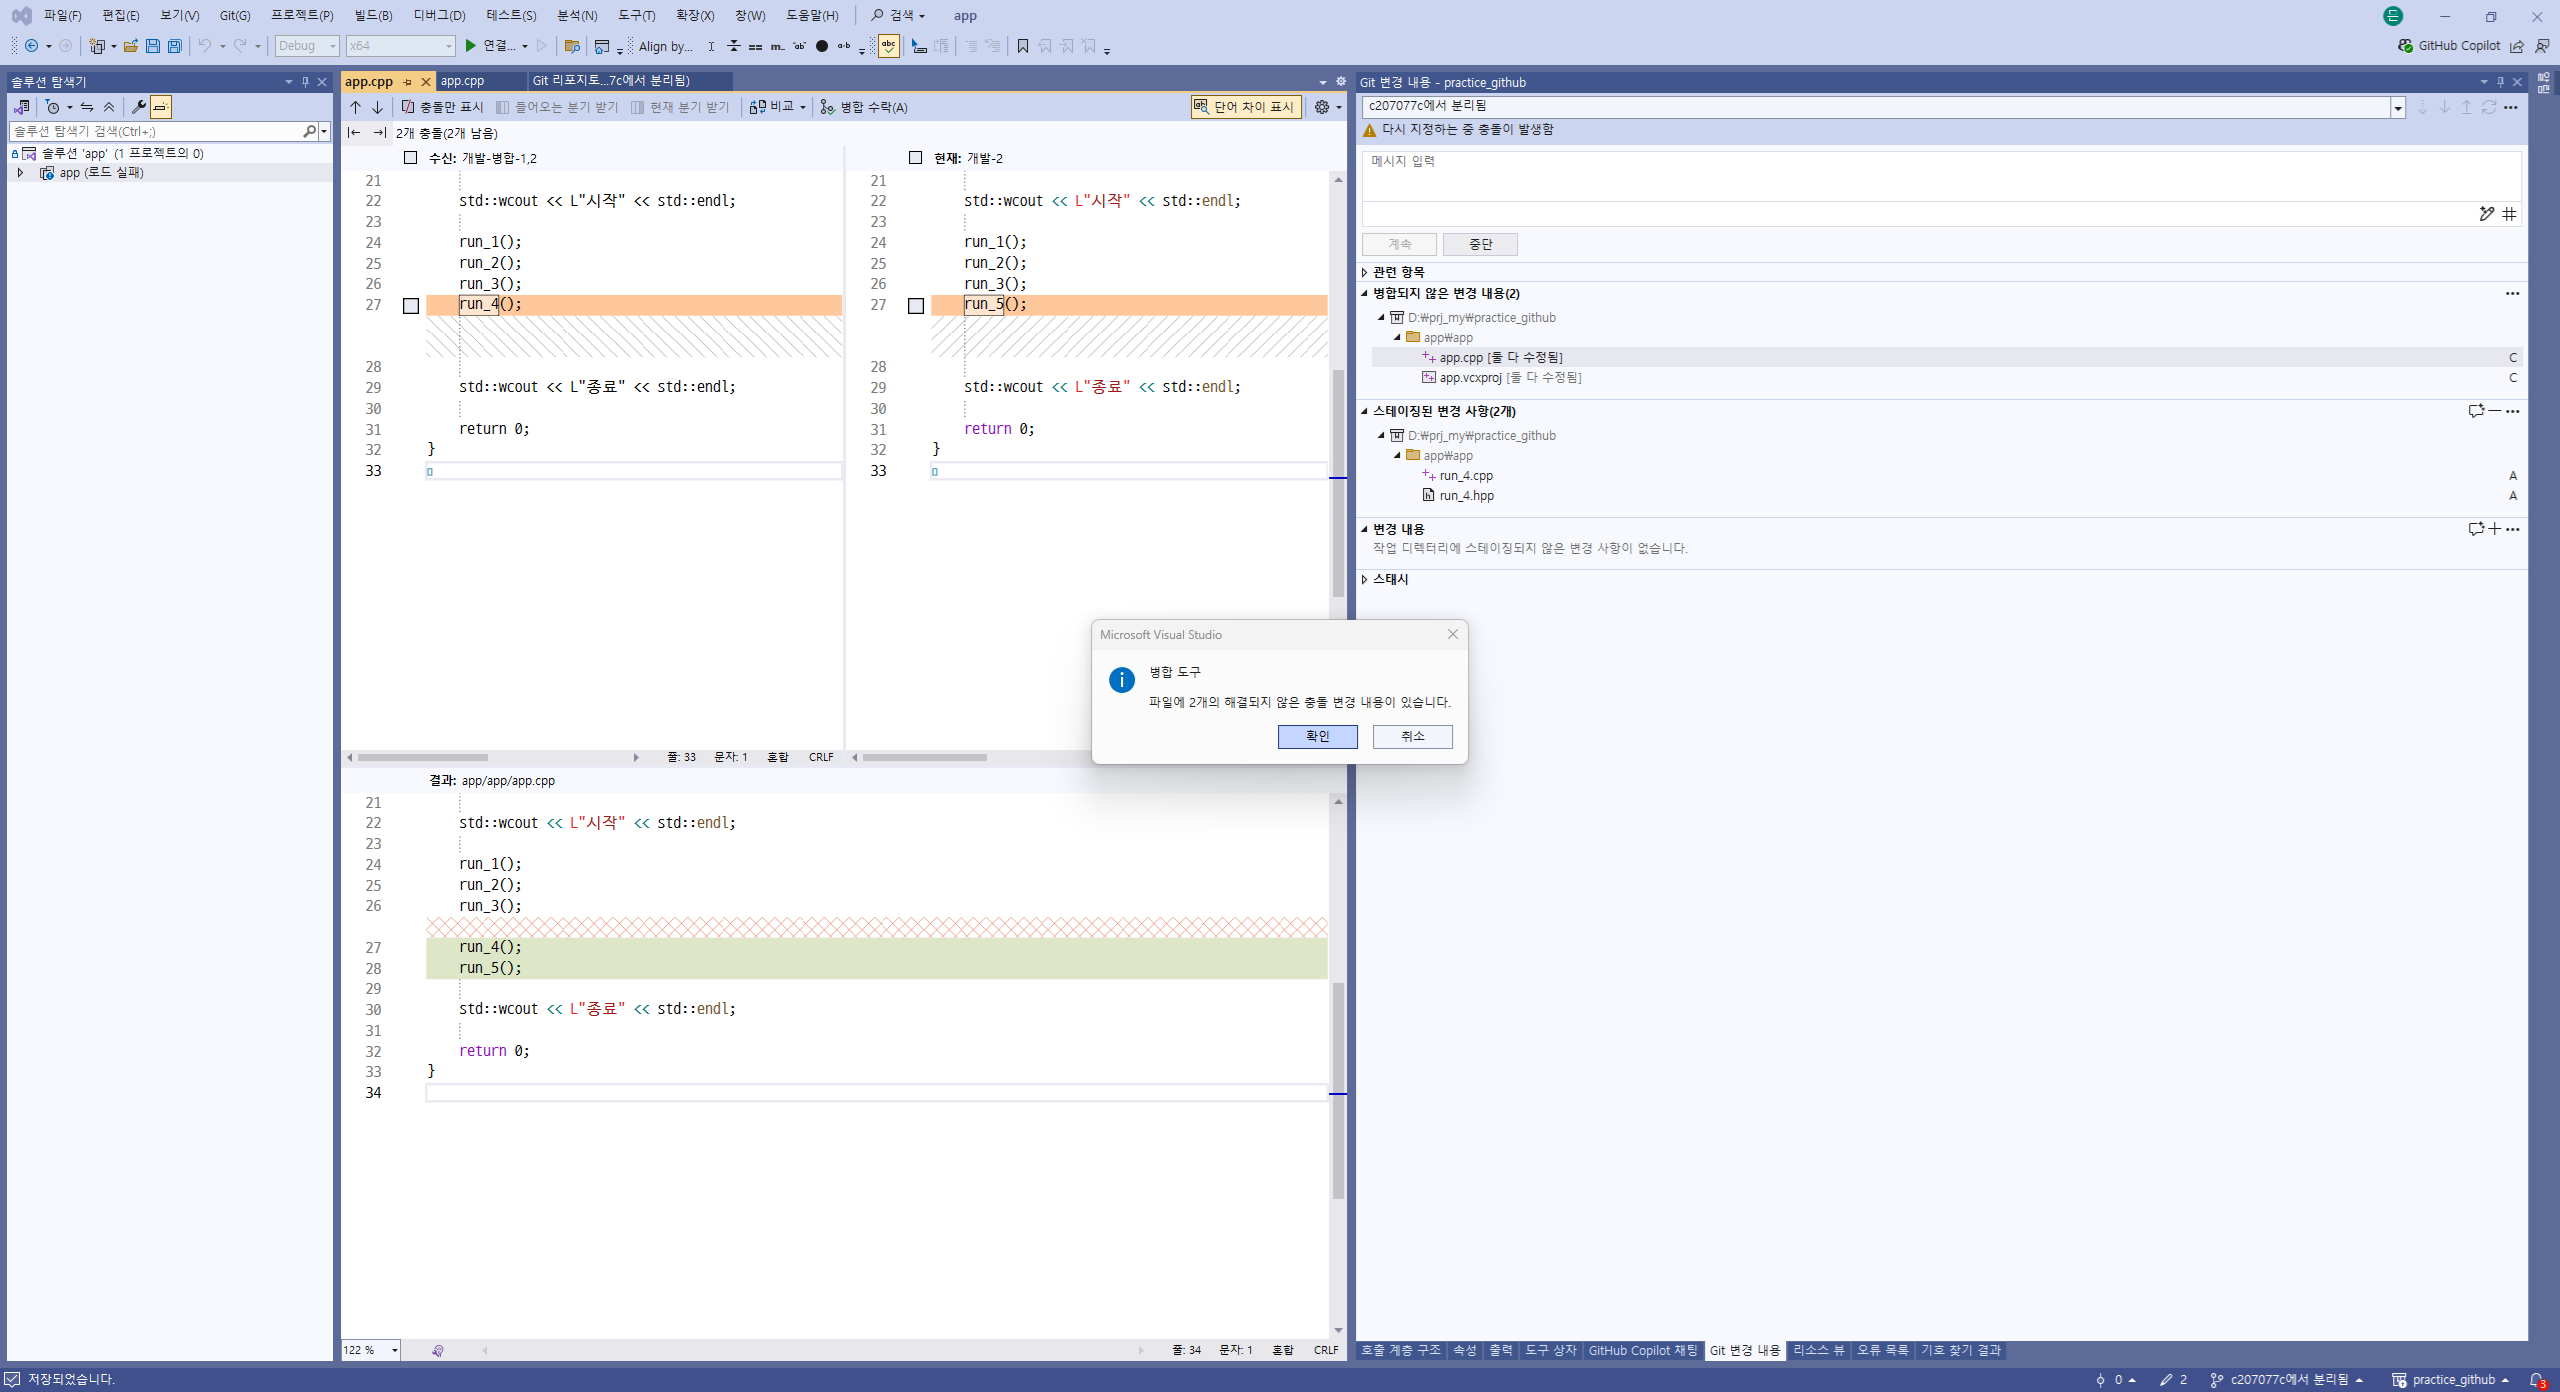 파일(F) 편집(E) 보기(V) Git(G) 프로젝트(P) 빌드(B) 디버그(D) 테스트(S) 분석(N) 도구(T) 확장(X) 창(W) 도움말(H) 검색 app 든
Debug x64 연결... Align by... GitHub Copilot
솔루션 탐색기
솔루션 탐색기 검색(Ctrl+;)
솔루션 'app' (1 프로젝트의 0)
app (로드 실패)
app.cpp app.cpp Git 리포지토...7c에서 분리됨)
충돌만 표시 들어오는 분기 받기 현재 분기 받기 비교 병합 수락(A) 단어 차이 표시
2개 충돌(2개 남음)
수신: 개발-병합-1,2
21
22 std::wcout << L"시작" << std::endl;
23
24 run_1();
25 run_2();
26 run_3();
27 run_4();
28
29 std::wcout << L"종료" << std::endl;
30
31 return 0;
32 }
33
줄: 33 문자: 1 혼합 CRLF
현재: 개발-2
21
22 std::wcout << L"시작" << std::endl;
23
24 run_1();
25 run_2();
26 run_3();
27 run_5();
28
29 std::wcout << L"종료" << std::endl;
30
31 return 0;
32 }
33
결과: app/app/app.cpp
21
22 std::wcout << L"시작" << std::endl;
23
24 run_1();
25 run_2();
26 run_3();
27 run_4();
28 run_5();
29
30 std::wcout << L"종료" << std::endl;
31
32 return 0;
33 }
34
122 % 줄: 34 문자: 1 혼합 CRLF
Microsoft Visual Studio
병합 도구
파일에 2개의 해결되지 않은 충돌 변경 내용이 있습니다.
확인 취소
Git 변경 내용 - practice_github
c207077c에서 분리됨
다시 지정하는 중 충돌이 발생함
메시지 입력
계속 중단
관련 항목
병합되지 않은 변경 내용(2)
D:₩prj_my₩practice_github
app₩app
app.cpp [둘 다 수정됨] C
app.vcxproj [둘 다 수정됨] C
스테이징된 변경 사항(2개)
D:₩prj_my₩practice_github
app₩app
run_4.cpp A
run_4.hpp A
변경 내용
작업 디렉터리에 스테이징되지 않은 변경 사항이 없습니다.
스태시
호출 계층 구조 속성 출력 도구 상자 GitHub Copilot 채팅 Git 변경 내용 리소스 뷰 오류 목록 기호 찾기 결과
알림
저장되었습니다. 0 2 c207077c에서 분리됨 practice_github 3